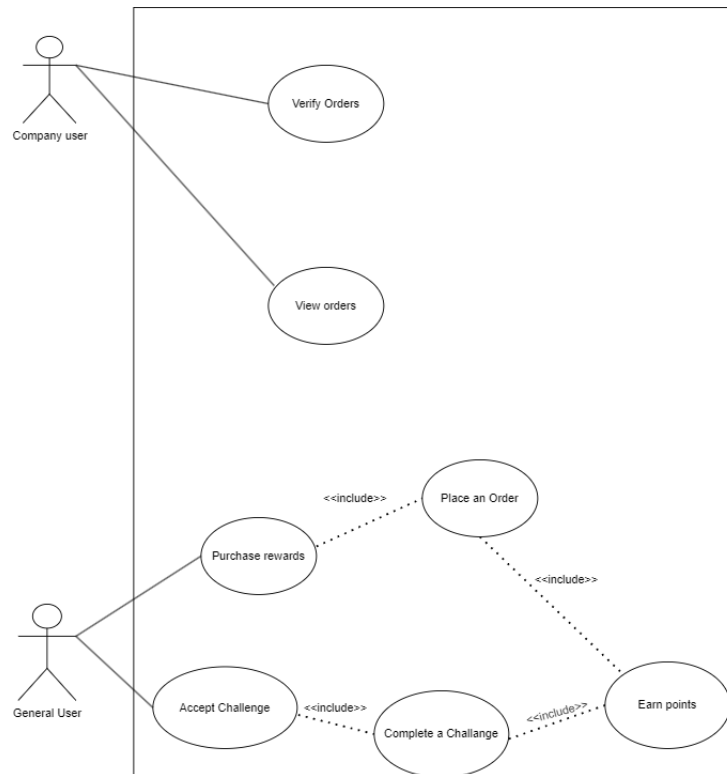 Verify Orders
Company user
View orders
Place an Order
<<include>>
Purchase rewards
<<include>>
General User
Accept Challenge
<<include>>
Complete a Challange
<<include>>
Earn points